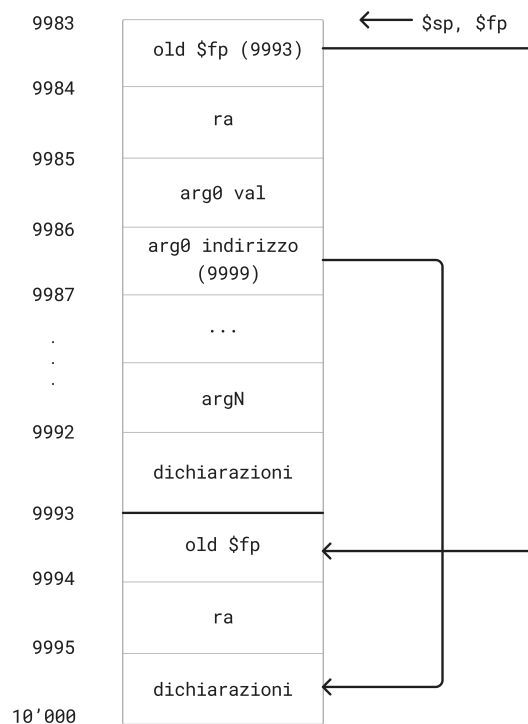 9983
$sp, $fp
old $fp (9993)
9984
ra
9985
arg0 val
9986
arg0 indirizzo
(9999)
9987
...
.
.
.
argN
9992
dichiarazioni
9993
old $fp
9994
ra
9995
dichiarazioni
10’000